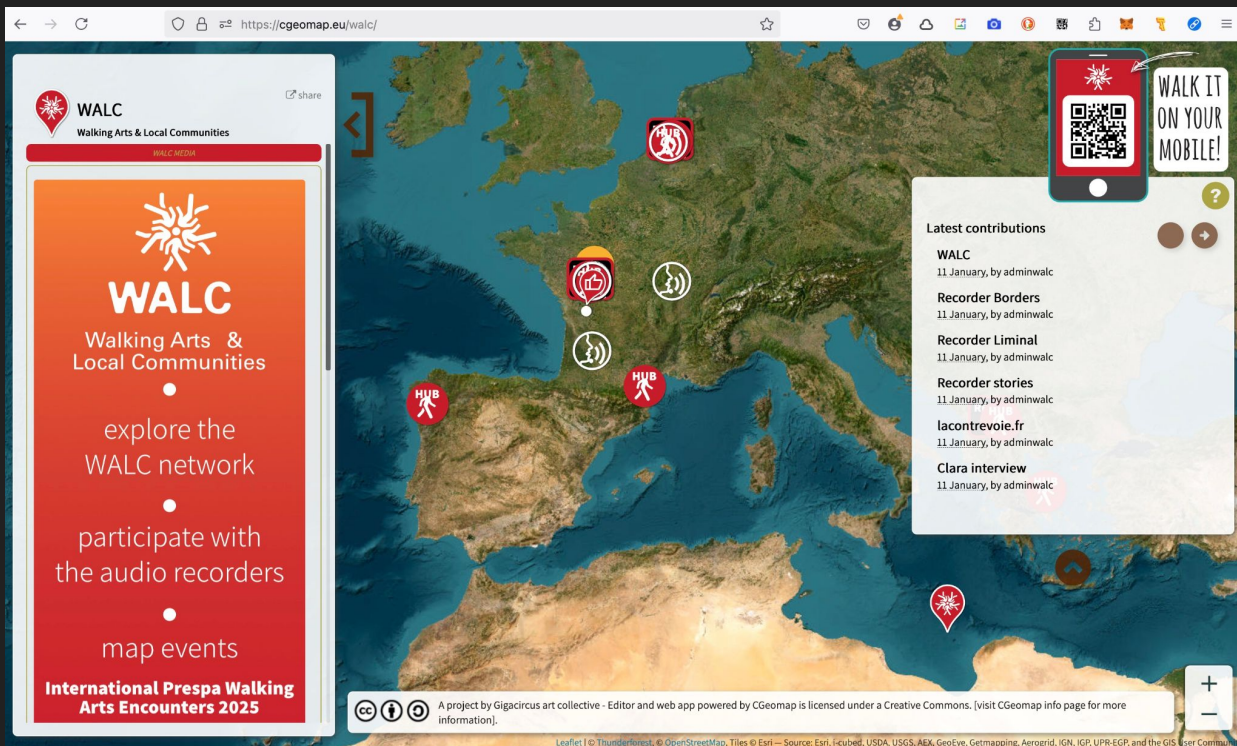 https://cgeomap.eu/walc/
share
WALC
Walking Arts & Local Communities
WALC MEDIA
WALC
Walking Arts &
Local Communities
explore the
WALC network
participate with
the audio recorders
map events
International Prespa Walking
Arts Encounters 2025
HUB
HUB
HUB
WALK IT
ON YOUR
MOBILE!
?
Latest contributions
WALC
11 January, by adminwalc
Recorder Borders
11 January, by adminwalc
Recorder Liminal
11 January, by adminwalc
Recorder stories
11 January, by adminwalc
lacontrevoie.fr
11 January, by adminwalc
Clara interview
11 January, by adminwalc
HUB
+
−
cc
A project by Gigacircus art collective - Editor and web app powered by CGeomap is licensed under a Creative Commons. [visit CGeomap info page for more
information].
Leaflet | © Thunderforest, © OpenStreetMap, Tiles © Esri — Source: Esri, i-cubed, USDA, USGS, AEX, GeoEye, Getmapping, Aerogrid, IGN, IGP, UPR-EGP, and the GIS User